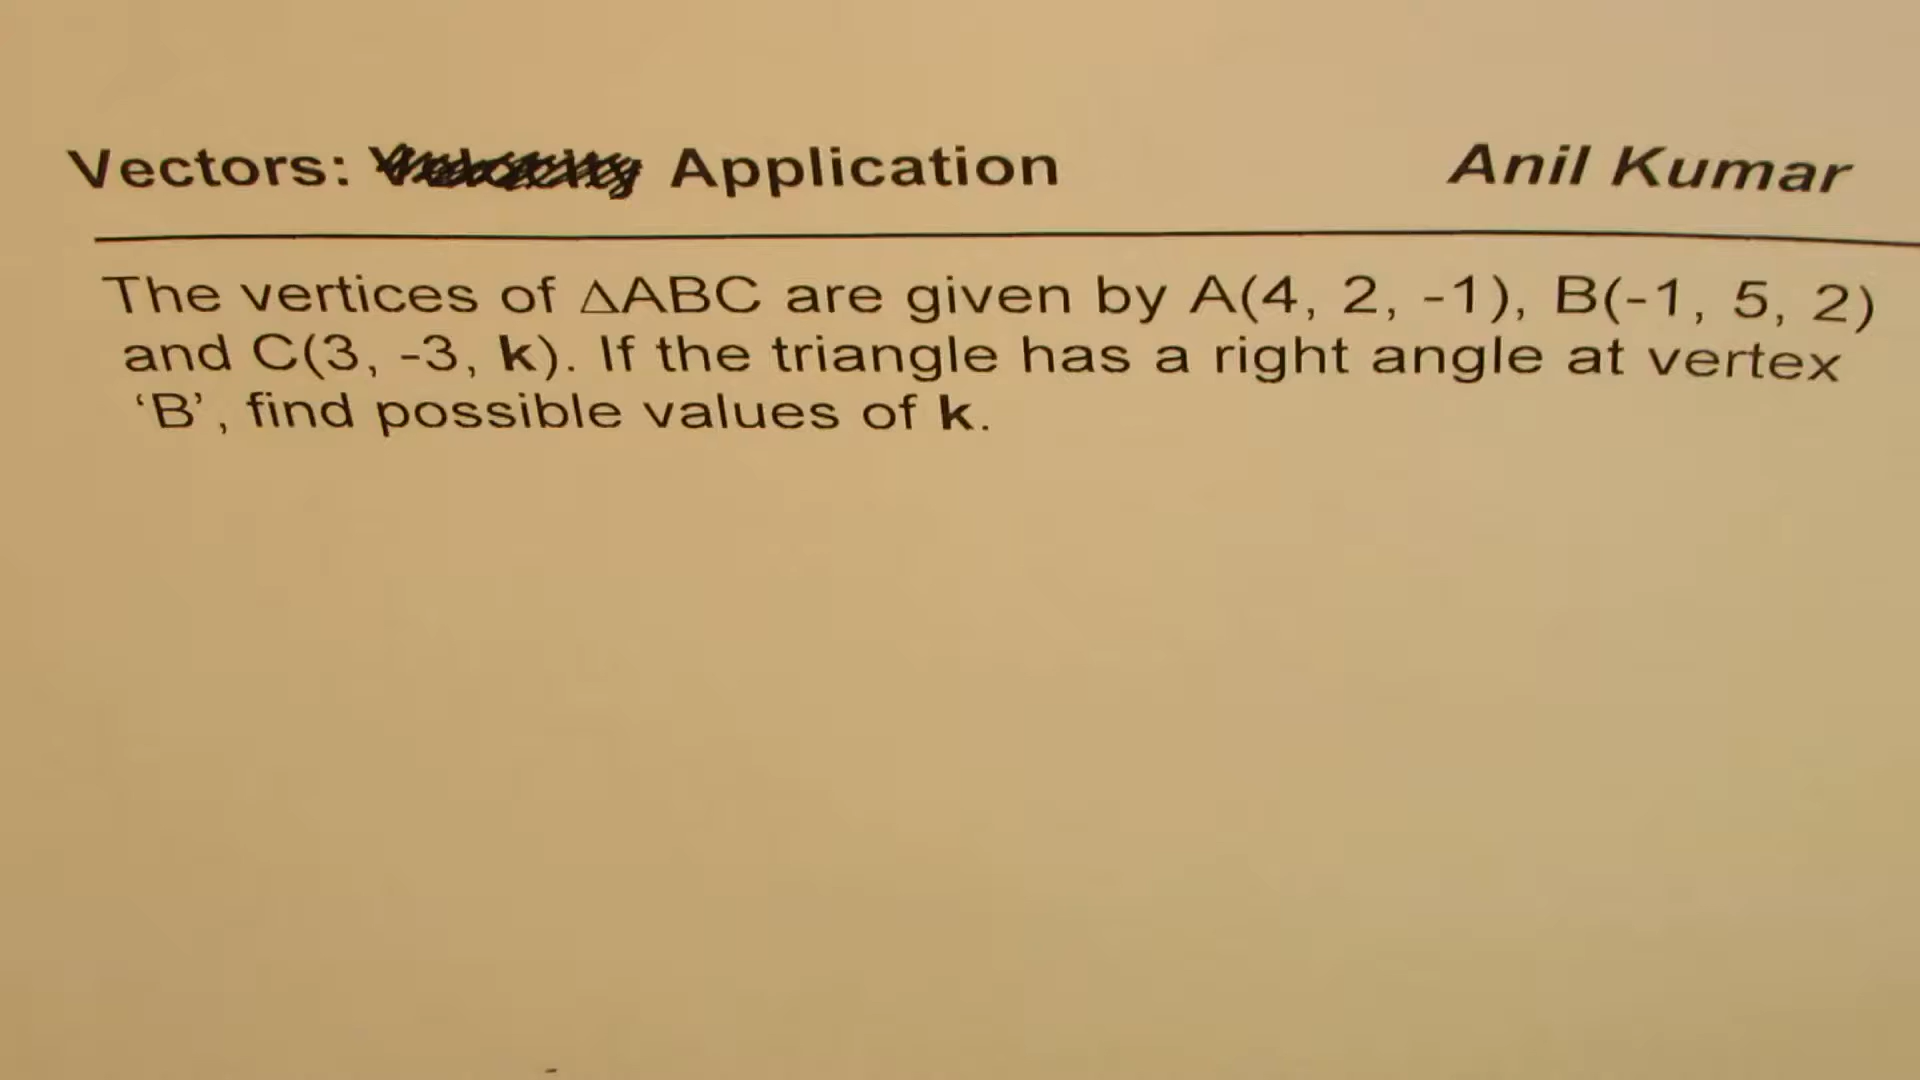 Vectors: Application Anil Kumar
The vertices of ΔABC are given by A(4, 2, -1), B(-1, 5, 2)
and C(3, -3, k). If the triangle has a right angle at vertex
‘B’, find possible values of k.